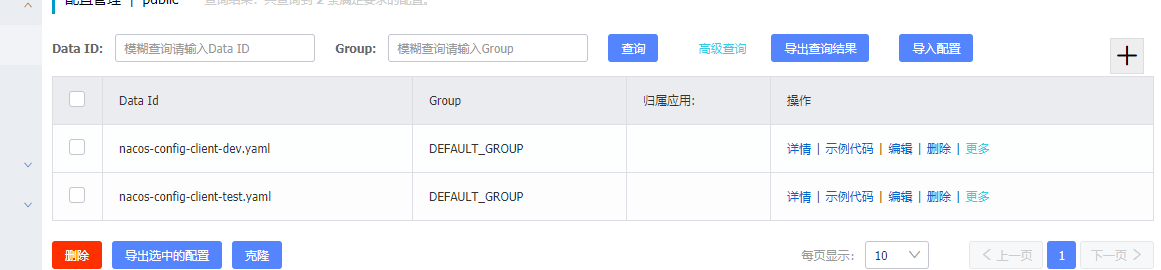 配置管理 | public 查询结果：共查询到 2 条满足要求的配置。
Data ID: 模糊查询请输入Data ID Group: 模糊查询请输入Group 查询 高级查询 导出查询结果 导入配置
Data Id Group 归属应用: 操作
nacos-config-client-dev.yaml DEFAULT_GROUP 详情 | 示例代码 | 编辑 | 删除 | 更多
nacos-config-client-test.yaml DEFAULT_GROUP 详情 | 示例代码 | 编辑 | 删除 | 更多
删除 导出选中的配置 克隆 每页显示: 10 上一页 1 下一页